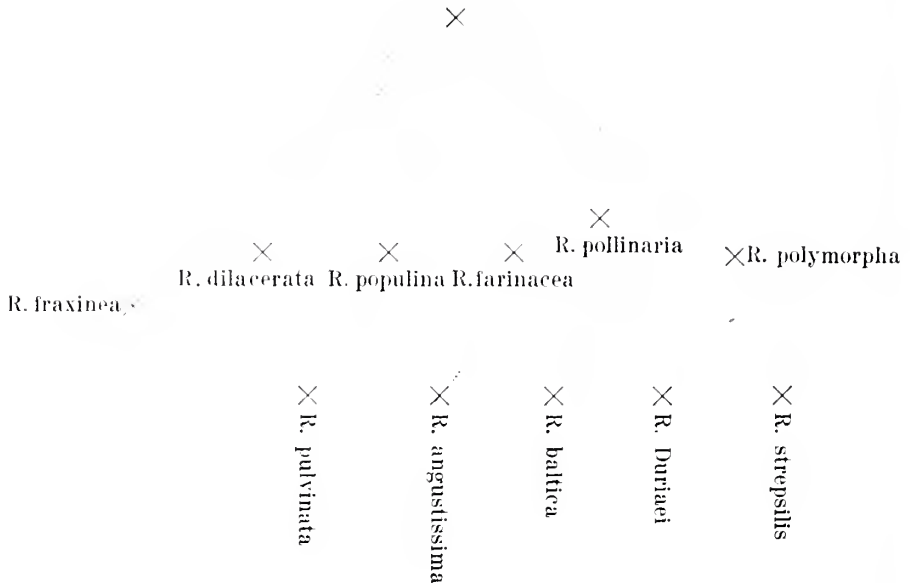 R. pollinaria
R. polymorpha
R. dilacerata
R. populina
R. farinacea
R. fraxinea
R. pulvinata
R. angustissima
R. baltica
R. Duriaei
R. strepsilis